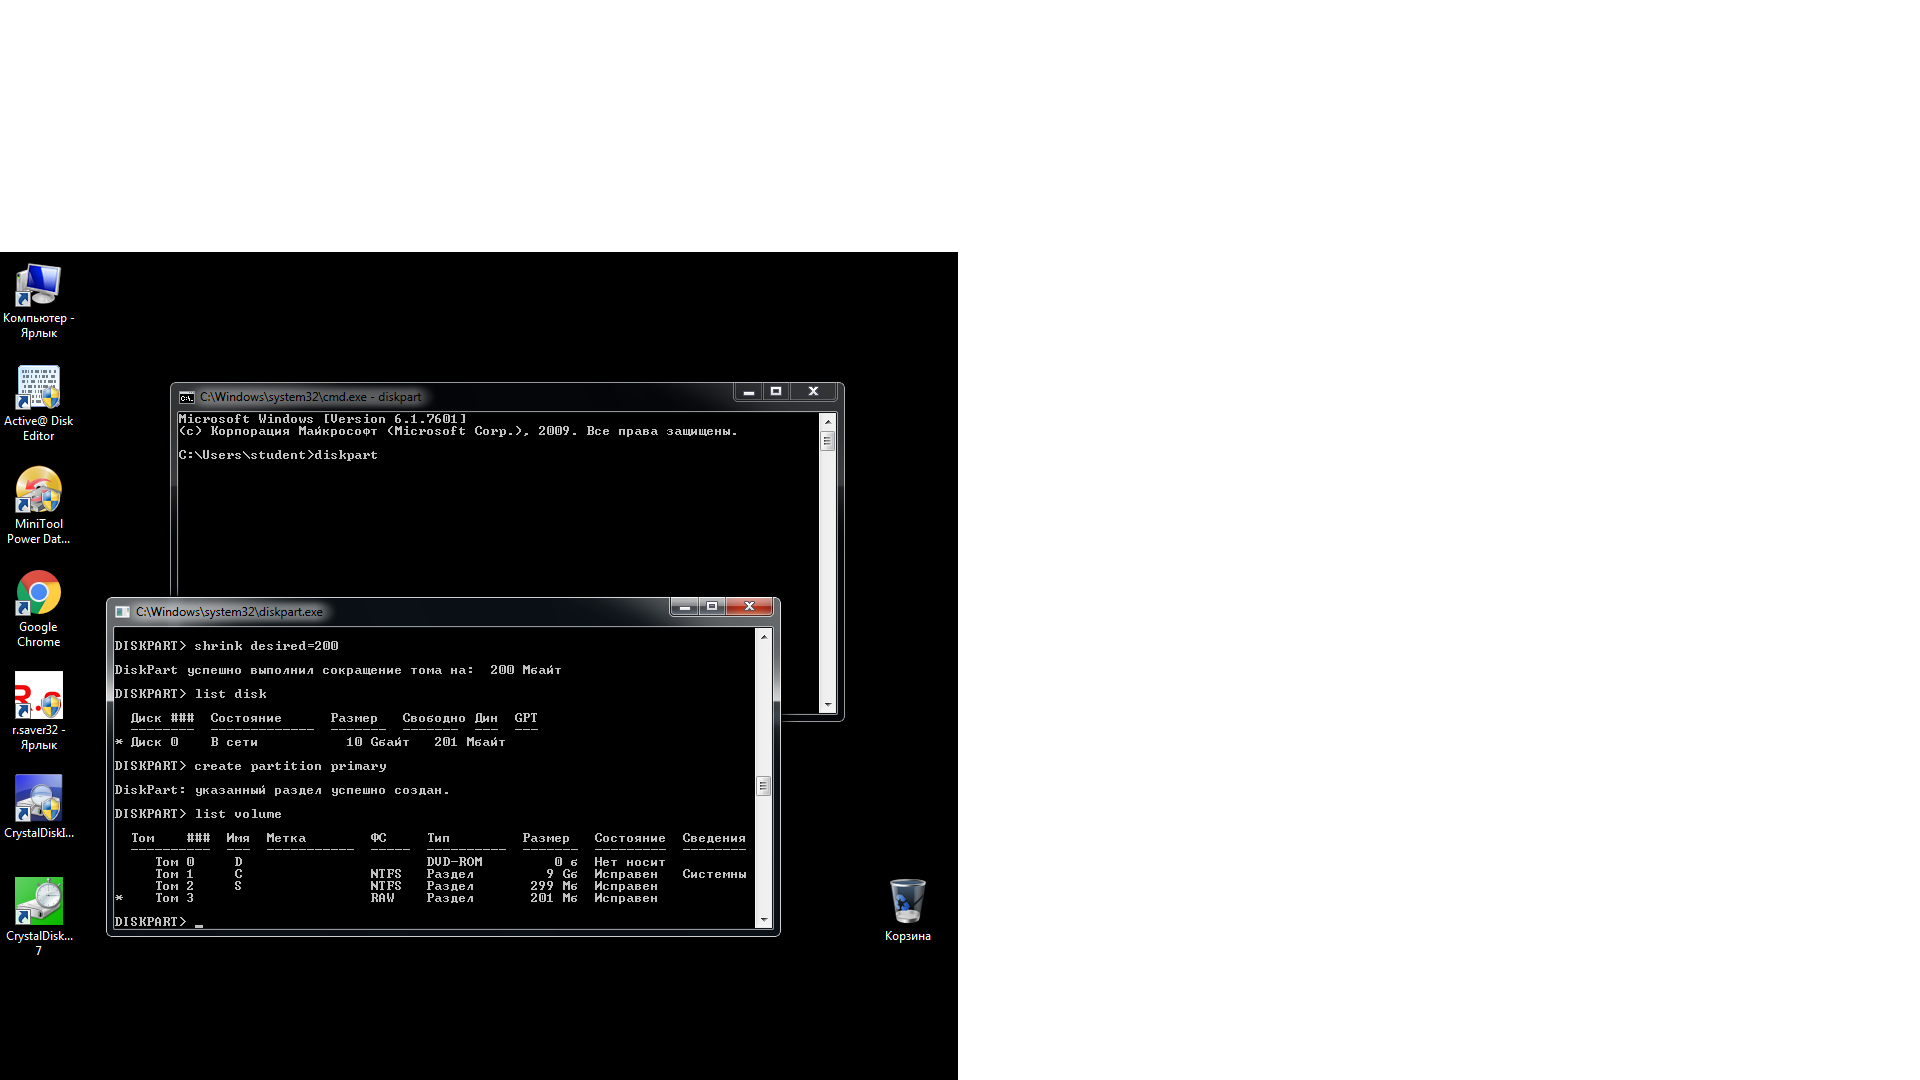 Компьютер -
Ярлык
Active@ Disk
Editor
MiniTool
Power Dat...
Google
Chrome
R.s
r.saver32 -
Ярлык
CrystalDiskI...
CrystalDisk...
7
C:\Windows\system32\cmd.exe - diskpart
Microsoft Windows [Version 6.1.7601]
(c) Корпорация Майкрософт (Microsoft Corp.), 2009. Все права защищены.
C:\Users\student>diskpart
C:\Windows\system32\diskpart.exe
DISKPART> shrink desired=200
DiskPart успешно выполнил сокращение тома на:  200 Mбайт
DISKPART> list disk
Диск ###  Состояние      Размер   Свободно Дин  GPT
--------  -------------  -------  -------  ---  ---
* Диск 0    В сети           10 Gбайт   201 Mбайт
DISKPART> create partition primary
DiskPart: указанный раздел успешно создан.
DISKPART> list volume
Том    ###  Имя  Метка        ФС     Тип         Размер   Состояние  Сведения
----------  ---  -----------  -----  ----------  -------  ---------  --------
Том 0     D                       DVD-ROM         0 б  Нет носит
Том 1     C                NTFS   Раздел         9 Gб  Исправен   Системны
Том 2     S                NTFS   Раздел       299 Mб  Исправен
*    Том 3                      RAW    Раздел       201 Mб  Исправен
DISKPART> _
Корзина